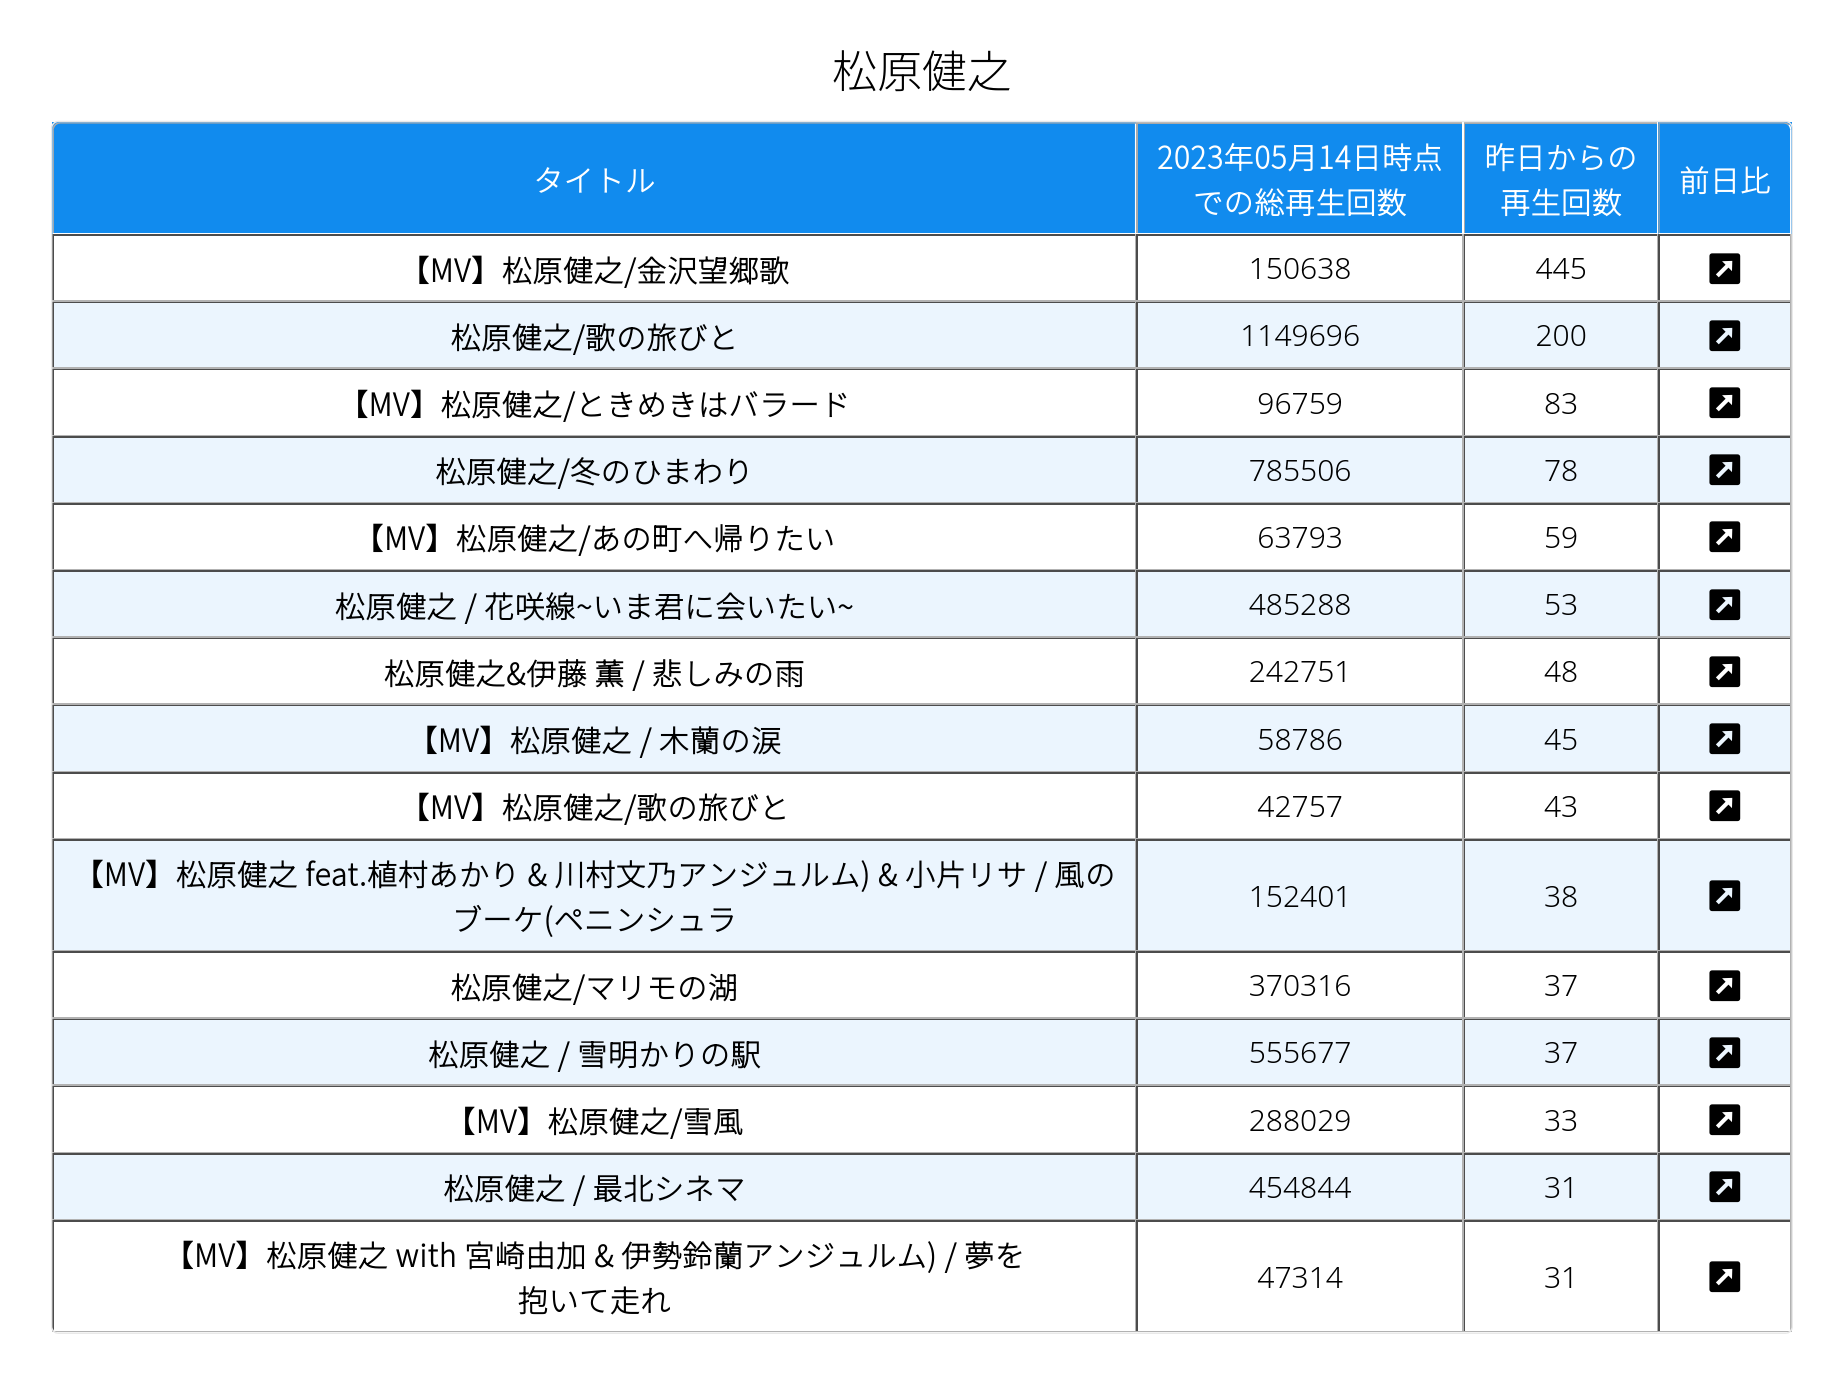 松原健之
タイトル
2023年05月14日時点
での総再生回数
昨日からの
再生回数
前日比
【MV】松原健之/金沢望郷歌 150638 445
松原健之/歌の旅びと 1149696 200
【MV】松原健之/ときめきはバラード 96759 83
松原健之/冬のひまわり 785506 78
【MV】松原健之/あの町へ帰りたい 63793 59
松原健之 / 花咲線~いま君に会いたい~ 485288 53
松原健之&伊藤 薫 / 悲しみの雨 242751 48
【MV】松原健之 / 木蘭の涙 58786 45
【MV】松原健之/歌の旅びと 42757 43
【MV】松原健之 feat.植村あかり & 川村文乃アンジュルム) & 小片リサ / 風の
ブーケ(ペニンシュラ 152401 38
松原健之/マリモの湖 370316 37
松原健之 / 雪明かりの駅 555677 37
【MV】松原健之/雪風 288029 33
松原健之 / 最北シネマ 454844 31
【MV】松原健之 with 宮崎由加 & 伊勢鈴蘭アンジュルム) / 夢を
抱いて走れ 47314 31